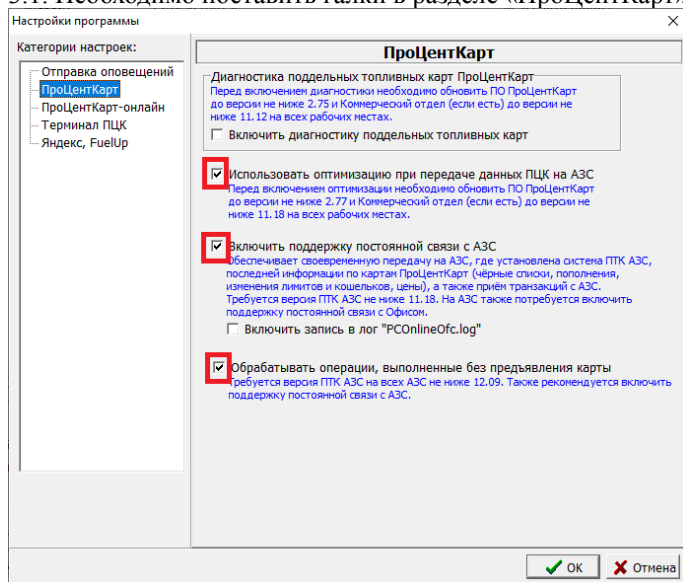 3.1. Необходимо поставить галки в разделе «ПроЦентКарт»
Настройки программы
Категории настроек:
Отправка оповещений
ПроЦентКарт
ПроЦентКарт-онлайн
Терминал ПЦК
Яндекс, FuelUp
ПроЦентКарт
Диагностика поддельных топливных карт ПроЦентКарт
Перед включением диагностики необходимо обновить ПО ПроЦентКарт
до версии не ниже 2.75 и Коммерческий отдел (если есть) до версии не
ниже 11.12 на всех рабочих местах.
Включить диагностику поддельных топливных карт
Использовать оптимизацию при передаче данных ПЦК на АЗС
Перед включением оптимизации необходимо обновить ПО ПроЦентКарт
до версии не ниже 2.77 и Коммерческий отдел (если есть) до версии не
ниже 11.18 на всех рабочих местах.
Включить поддержку постоянной связи с АЗС
Обеспечивает своевременную передачу на АЗС, где установлена система ПТК АЗС,
последней информации по картам ПроЦентКарт (чёрные списки, пополнения,
изменения лимитов и кошельков, цены), а также приём транзакций с АЗС.
Требуется версия ПТК АЗС не ниже 11.18. На АЗС также потребуется включить
поддержку постоянной связи с Офисом.
Включить запись в лог "PCOnlineOfc.log"
Обрабатывать операции, выполненные без предъявления карты
Требуется версия ПТК АЗС на всех АЗС не ниже 12.09. Также рекомендуется включить
поддержку постоянной связи с АЗС.
ОК
Отмена